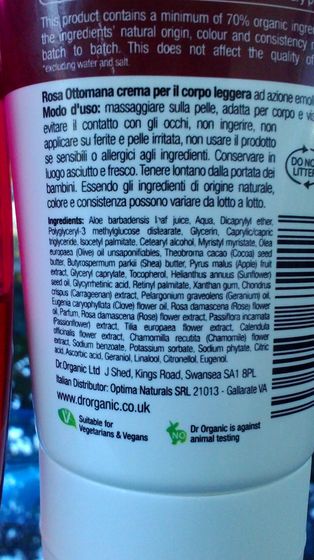 This product contains a minimum of 70% organic
the ingredients' natural origin, colour and consistency
batch to batch. This does not affect the quality of
*excluding water and salt.
Rosa Ottomana crema per il corpo leggera ad azione
Modo d'uso: massaggiare sulla pelle, adatta per corpo e
evitare il contatto con gli occhi, non ingerire, non
applicare su ferite e pelle irritata, non usare il prodotto
se sensibili o allergici agli ingredienti. Conservare in
luogo asciutto e fresco. Tenere lontano dalla portata dei
bambini. Essendo gli ingredienti di origine naturale,
colore e consistenza possono variare da lotto a lotto.
DO NO
LITTER
Ingredients: Aloe barbadensis leaf juice, Aqua, Dicaprylyl ether,
Polyglyceryl-3 methylglucose distearate, Glycerin, Caprylic/capric
triglyceride, Isocetyl palmitate, Cetearyl alcohol, Myristyl myristate, Olea
europaea (Olive) oil unsaponifiables, Theobroma cacao (Cocoa) seed
butter, Butyrospermum parkii (Shea) butter, Pyrus malus (Apple) fruit
extract, Glyceryl caprylate, Tocopherol, Helianthus annuus (Sunflower)
seed oil, Glycyrrhetinic acid, Retinyl palmitate, Xanthan gum, Chondrus
crispus (Carrageenan) extract, Pelargonium graveolens (Geranium) oil,
Eugenia caryophyllata (Clove) flower oil, Rosa damascena (Rose) flower
oil, Parfum, Rosa damascena (Rose) flower extract, Passiflora incarnata
(Passionflower) extract, Tilia europaea flower extract, Calendula
officinalis flower extract, Chamomilla recutita (Chamomile) flower
extract, Sodium benzoate, Potassium sorbate, Sodium phytate, Citric
acid, Ascorbic acid, Geraniol, Linalool, Citronellol, Eugenol.
Dr.Organic Ltd J Shed, Kings Road, Swansea SA1 8PL
Italian Distributor: Optima Naturals SRL 21013 - Gallarate VA
www.drorganic.co.uk
V Suitable for
Vegetarians & Vegans
NO Dr Organic is against
animal testing